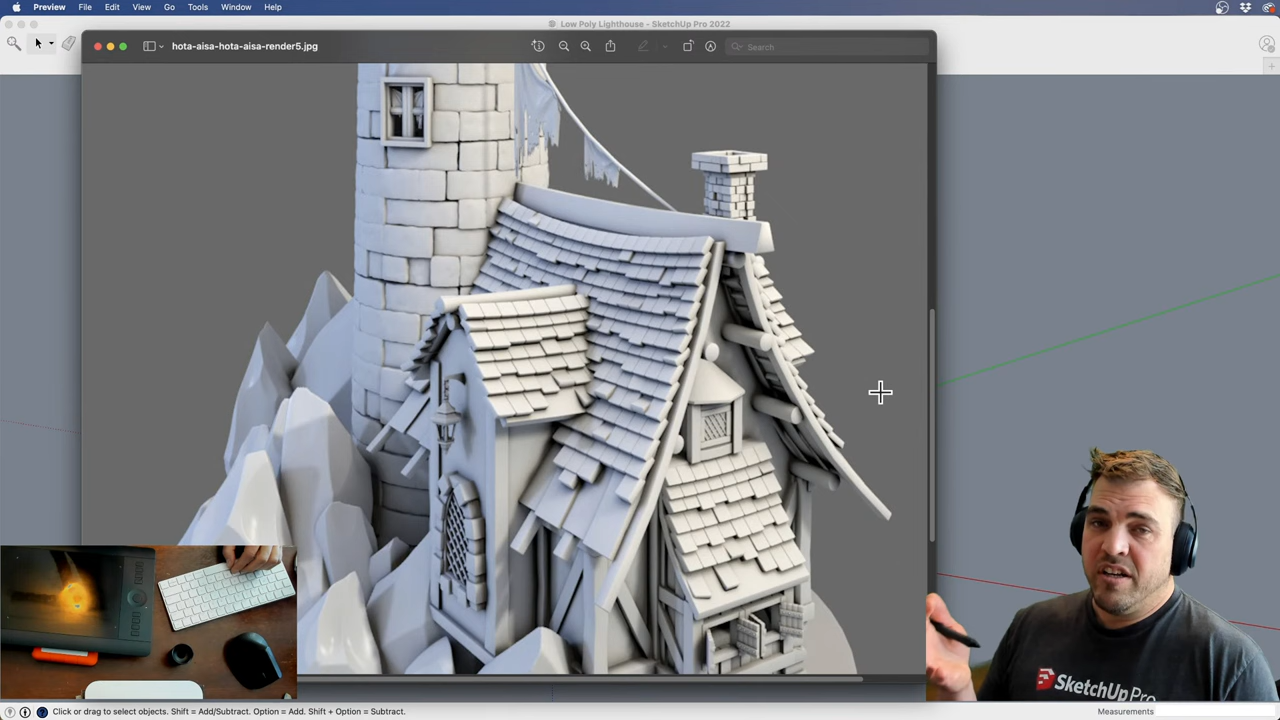 Preview File Edit View Go Tools Window Help
Low Poly Lighthouse - SketchUp Pro 2022
hota-aisa-hota-aisa-render5.jpg
Search
SketchUp Pro
Click or drag to select objects. Shift = Add/Subtract. Option = Add. Shift + Option = Subtract.
Measurements